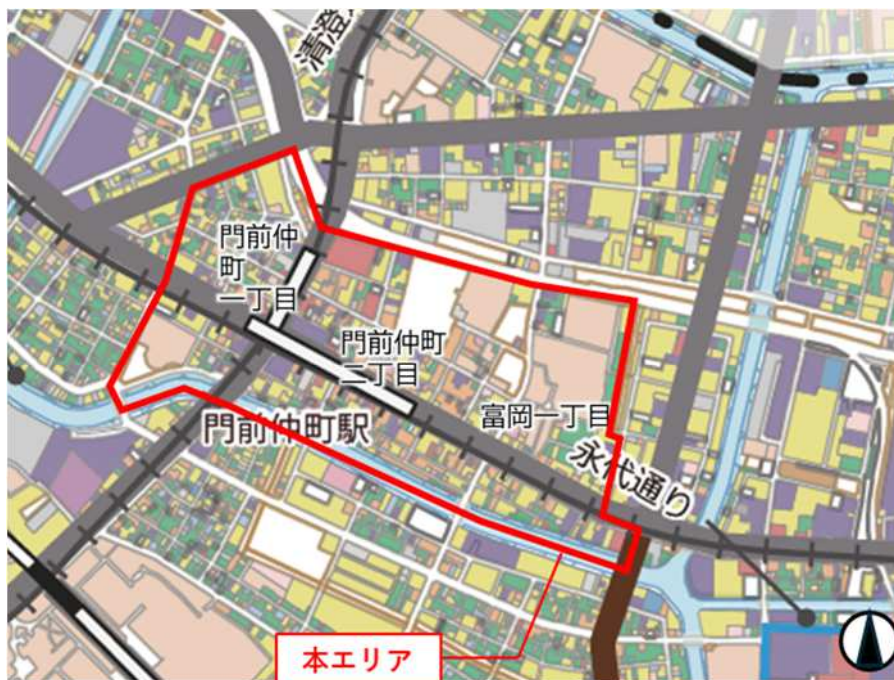 清澄
門前仲
町
一丁目
門前仲町
二丁目
富岡一丁目
門前仲町駅
永代通り
本エリア